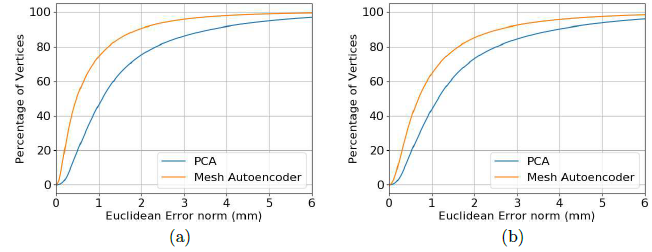 100
80
60
40
20
0
Percentage of Vertices
PCA
Mesh Autoencoder
0 1 2 3 4 5 6
Euclidean Error norm (mm)
(a)
100
80
60
40
20
0
Percentage of Vertices
PCA
Mesh Autoencoder
0 1 2 3 4 5 6
Euclidean Error norm (mm)
(b)